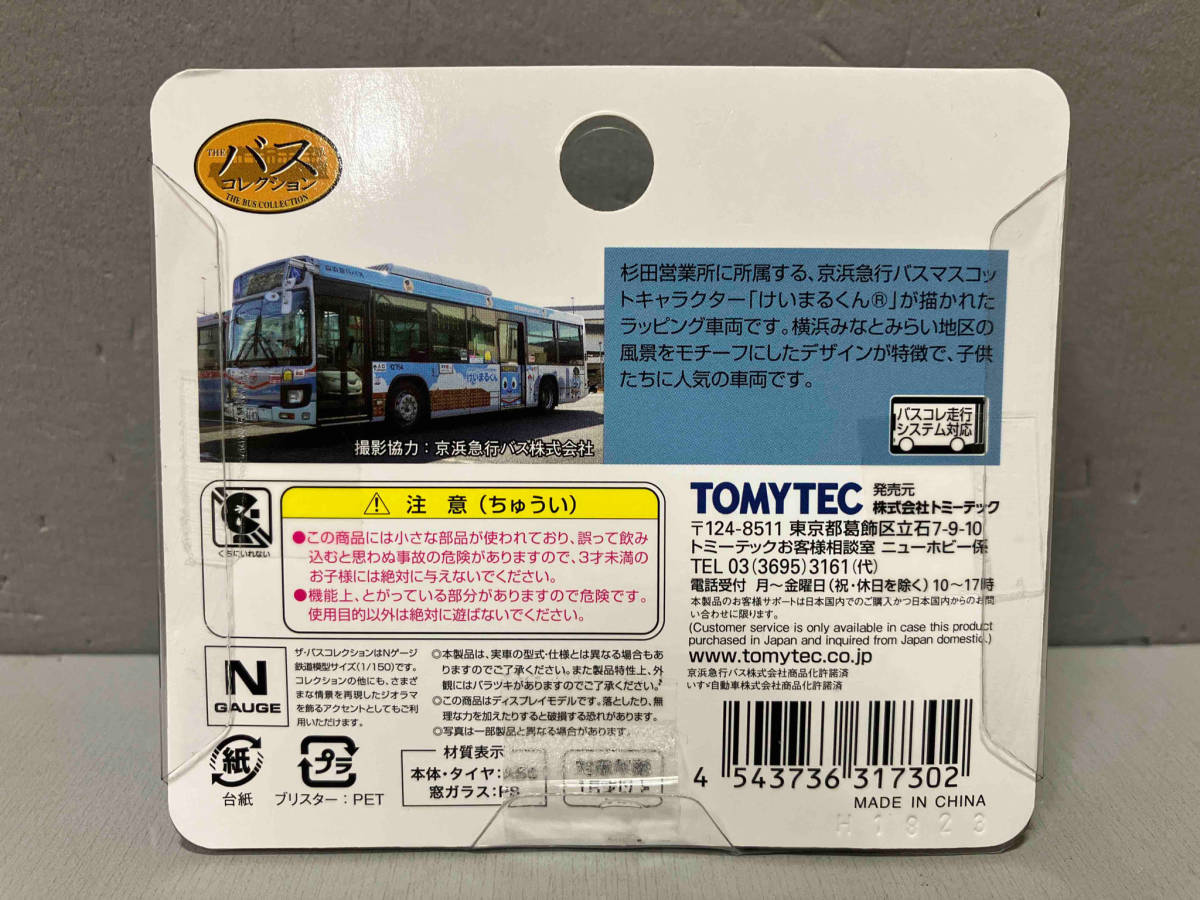 THE
バス
コレクション
THE BUS COLLECTION
京浜急行バス
けいまるくん
撮影協力：京浜急行バス株式会社
杉田営業所に所属する、京浜急行バスマスコッ
トキャラクター「けいまるくん®」が描かれた
ラッピング車両です。横浜みなとみらい地区の
風景をモチーフにしたデザインが特徴で、子供
たちに人気の車両です。
バスコレ走行
システム対応
くちにいれない
注 意（ちゅうい）
●この商品には小さな部品が使われており、誤って飲み
込むと思わぬ事故の危険がありますので、3才未満の
お子様には絶対に与えないでください。
●機能上、とがっている部分がありますので危険です。
使用目的以外は絶対に遊ばないでください。
TOMYTEC 発売元
株式会社トミーテック
〒124-8511 東京都葛飾区立石7-9-10
トミーテックお客様相談室 ニューホビー係
TEL 03(3695)3161(代)
電話受付 月～金曜日(祝・休日を除く)10～17時
本製品のお客様サポートは日本国内でのご購入かつ日本国内からのお問
い合わせに限ります。
(Customer service is only available in case this product
purchased in Japan and inquired from Japan domestic.)
www.tomytec.co.jp
京浜急行バス株式会社商品化許諾済
いすゞ自動車株式会社商品化許諾済
N
GAUGE
ザ・バスコレクションはNゲージ
鉄道模型サイズ(1/150)です。
コレクションの他にも、さまざ
まな情景を再現したジオラマ
を飾るアクセントとしてもご利
用いただけます。
◎本製品は、実車の型式・仕様とは異なる場合もあ
りますのでご了承ください。また製品特性上、外
観にはバラツキがありますのでご了承ください。
◎この商品はディスプレイモデルです。落としたり、無
理な力を加えたりすると破損する恐れがあります。
◎写真は一部製品と異なる場合があります。
紙
台紙
プラ
ブリスター：PET
材質表示
本体・タイヤ：ABS
窓ガラス：PS
4 543736 317302
MADE IN CHINA
H1823